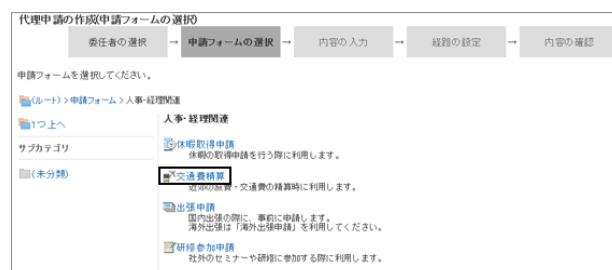 代理申請の作成(申請フォームの選択)
委任者の選択 → 申請フォームの選択 → 内容の入力 → 経路の設定 → 内容の確認
申請フォームを選択してください。
(ルート) > 申請フォーム > 人事・経理関連
1つ上へ
サブカテゴリ
(未分類)
人事・経理関連
休暇取得申請
休暇の取得申請を行う際に利用します。
交通費精算
近郊の旅費・交通費の精算時に利用します。
出張申請
国内出張の際に、事前に申請します。
海外出張は「海外出張申請」を利用してください。
研修参加申請
社外のセミナーや研修に参加する際に利用します。